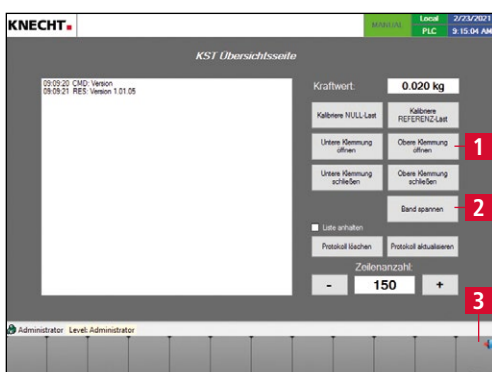 KNECHT
MANUAL
Local
PLC
2/23/2021
9:15:04 AM
KST Übersichtsseite
09:09:20 CMD: Version
09:09:21 RES: Version 1.01.05
Kraftwert:
0.020 kg
Kalibriere NULL-Last
Kalibriere
REFERENZ-Last
Untere Klemmung
öffnen
Obere Klemmung
öffnen
1
Untere Klemmung
schließen
Obere Klemmung
schließen
Band spannen
2
Liste anhalten
Protokoll löschen
Protokoll aktualisieren
Zeilenanzahl:
-
150
+
3
Administrator Level: Administrator